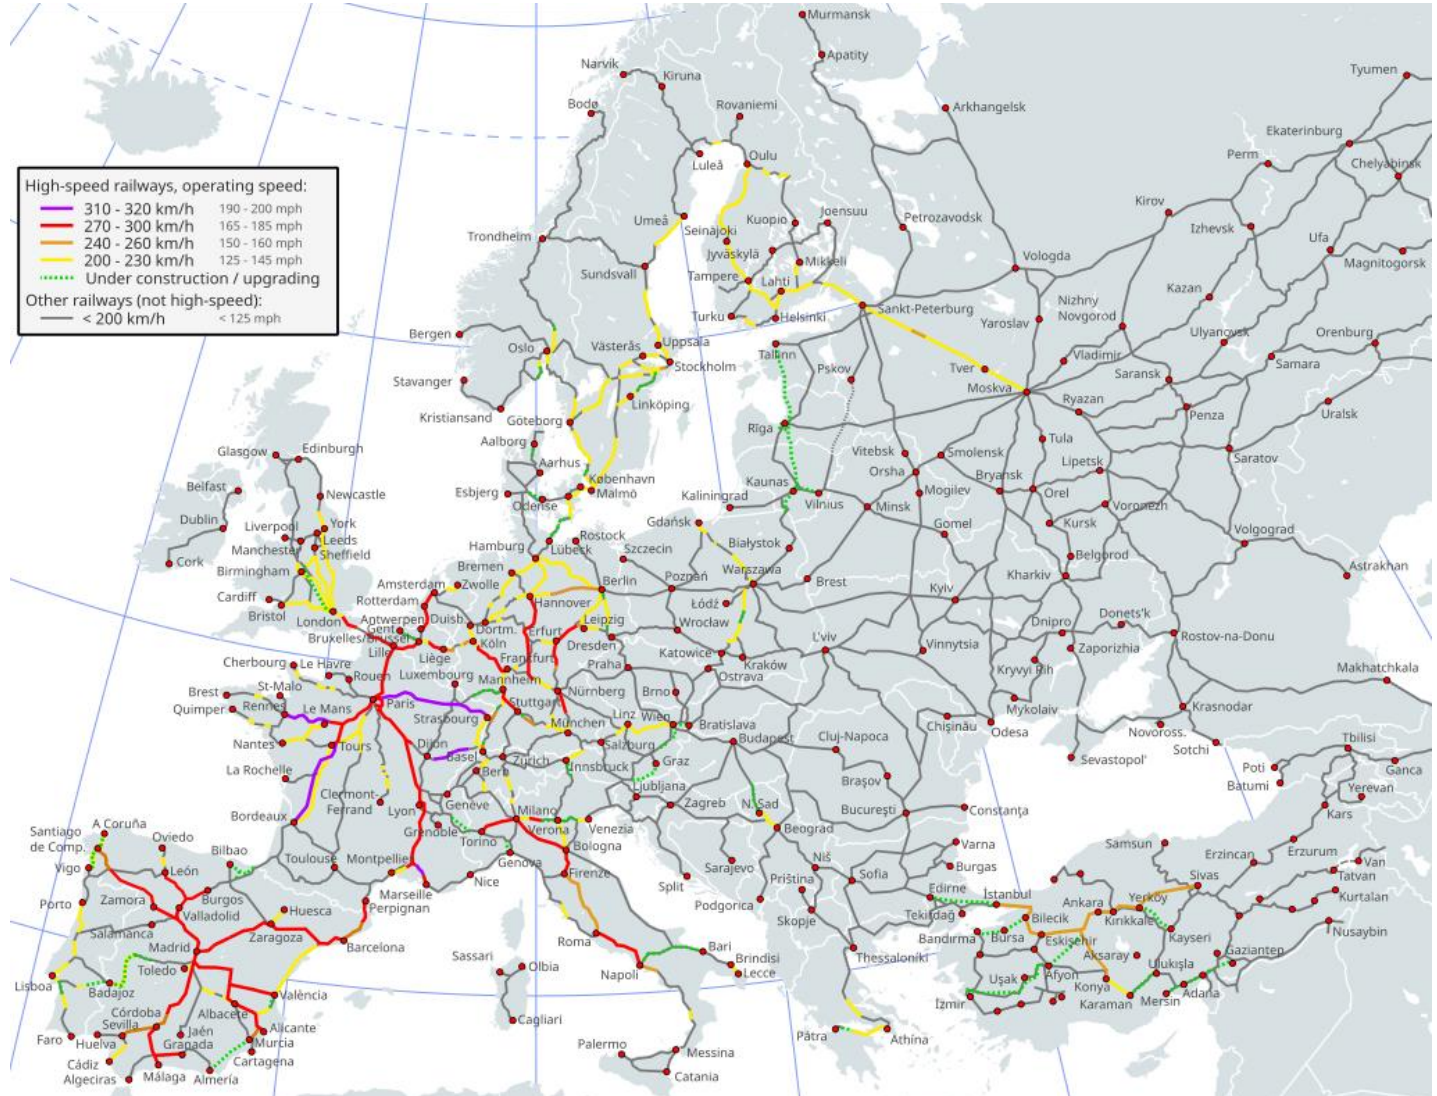 Murmansk
Apatity
Narvik
Kiruna
Tyumen
Bodø
Rovaniemi
Arkhangelsk
Ekaterinburg
Perm
Chelyabinsk
Luleå
Oulu
High-speed railways, operating speed:
310 - 320 km/h 190 - 200 mph
270 - 300 km/h 165 - 185 mph
240 - 260 km/h 150 - 160 mph
200 - 230 km/h 125 - 145 mph
Under construction / upgrading
Other railways (not high-speed):
< 200 km/h < 125 mph
Umeå
Kuopio
Joensuu
Petrozavodsk
Kirov
Izhevsk
Ufa
Seinäjoki
Trondheim
Jyväskylä
Mikkeli
Vologda
Magnitogorsk
Sundsvall
Tampere
Lahti
Kazan
Nizhny
Novgorod
Turku
Helsinki
Sankt-Peterburg
Yaroslav
Ulyanovsk
Orenburg
Bergen
Oslo
Västerås
Uppsala
Stockholm
Tallinn
Pskov
Tver
Vladimir
Samara
Saransk
Stavanger
Moskva
Kristiansand
Linköping
Ryazan
Penza
Uralsk
Göteborg
Rīga
Aalborg
Tula
Glasgow
Edinburgh
Vitebsk
Smolensk
Lipetsk
Saratov
Aarhus
Orsha
Bryansk
Belfast
København
Malmö
Esbjerg
Odense
Kaunas
Kaliningrad
Vilnius
Mogilev
Orel
Voronezh
Newcastle
Minsk
Dublin
Liverpool
York
Leeds
Manchester
Sheffield
Gdańsk
Gomel
Kursk
Volgograd
Cork
Hamburg
Lübeck
Rostock
Szczecin
Białystok
Belgorod
Birmingham
Bremen
Amsterdam
Zwolle
Berlin
Poznań
Warszawa
Brest
Kyiv
Kharkiv
Astrakhan
Cardiff
Bristol
London
Rotterdam
Antwerpen
Gent
Duisb.
Hannover
Łódź
Leipzig
Wrocław
Donets'k
Dnipro
Bruxelles/Brussel
Dortm.
Erfurt
Dresden
L'viv
Vinnytsia
Zaporizhia
Rostov-na-Donu
Lille
Liège
Köln
Katowice
Kraków
Frankfurt
Praha
Ostrava
Kryvyi Rih
Makhatchkala
Cherbourg
Le Havre
Rouen
Luxembourg
Mannheim
Brest
St-Malo
Rennes
Quimper
Le Mans
Paris
Stuttgart
Nürnberg
Brno
Mykolaiv
Krasnodar
Strasbourg
München
Linz
Wien
Bratislava
Chişinău
Odesa
Novoross.
Sotchi
Nantes
Tours
Dijon
Basel
Salzburg
Budapest
Cluj-Napoca
Sevastopol'
Tbilisi
Zürich
Innsbruck
Graz
La Rochelle
Bern
Braşov
Poti
Batumi
Ganca
Clermont-
Ferrand
Lyon
Genève
Ljubljana
Zagreb
N. Sad
Bucureşti
Constanţa
Yerevan
Kars
Bordeaux
Grenoble
Milano
Verona
Venezia
Beograd
A Coruña
Santiago
de Comp.
Oviedo
Bilbao
Torino
Genova
Bologna
Varna
Samsun
Vigo
León
Toulouse
Montpellier
Firenze
Sarajevo
Niš
Burgas
Erzincan
Erzurum
Van
Tatvan
Marseille
Nice
Split
Priština
Sofia
Sivas
Burgos
Perpignan
Edirne
İstanbul
Kurtalan
Porto
Zamora
Valladolid
Huesca
Podgorica
Skopje
Tekirdağ
Bilecik
Ankara
Yerköy
Kırıkkale
Salamanca
Zaragoza
Barcelona
Roma
Bari
Bandırma
Bursa
Eskişehir
Kayseri
Nusaybin
Madrid
Brindisi
Lecce
Thessaloníki
Aksaray
Ulukışla
Gaziantep
Toledo
Sassari
Olbia
Napoli
Uşak
Afyon
Konya
Lisboa
Badajoz
València
İzmir
Karaman
Mersin
Adana
Córdoba
Albacete
Sevilla
Alicante
Cagliari
Faro
Huelva
Jaén
Granada
Murcia
Cartagena
Pátra
Athína
Cádiz
Algeciras
Málaga
Almería
Palermo
Messina
Catania